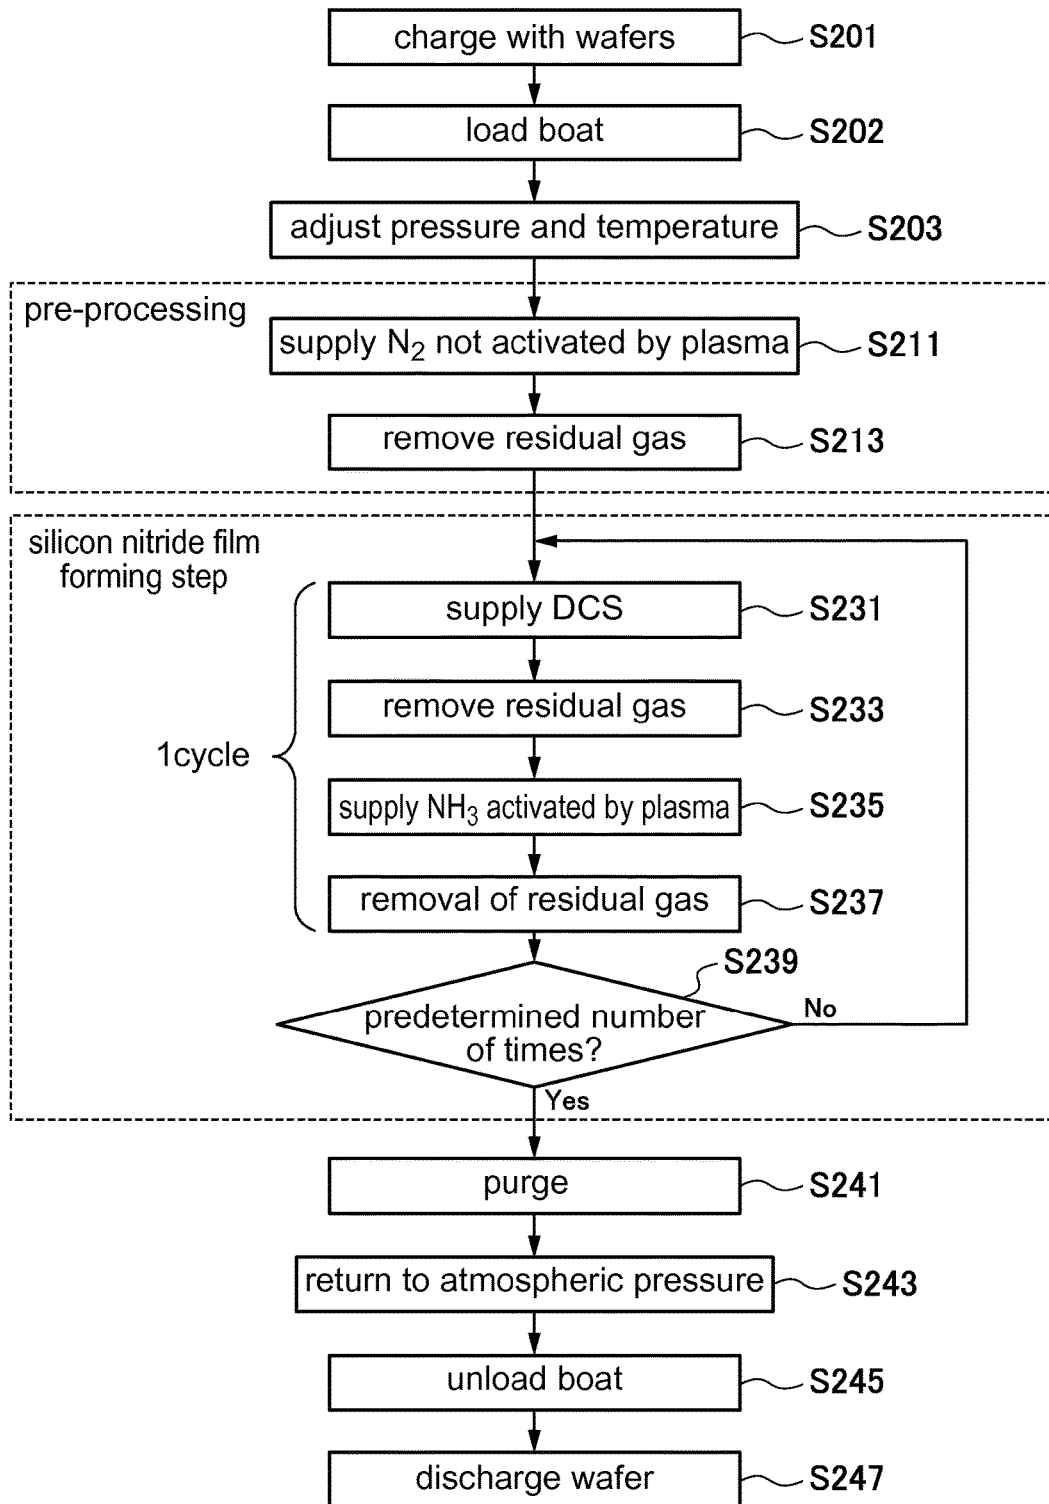 charge with wafers S201
load boat S202
adjust pressure and temperature S203
pre-processing
supply N2 not activated by plasma S211
remove residual gas S213
silicon nitride film
forming step
supply DCS S231
remove residual gas S233
1cycle
supply NH3 activated by plasma S235
removal of residual gas S237
S239
predetermined number
of times?
No
Yes
purge S241
return to atmospheric pressure S243
unload boat S245
discharge wafer S247